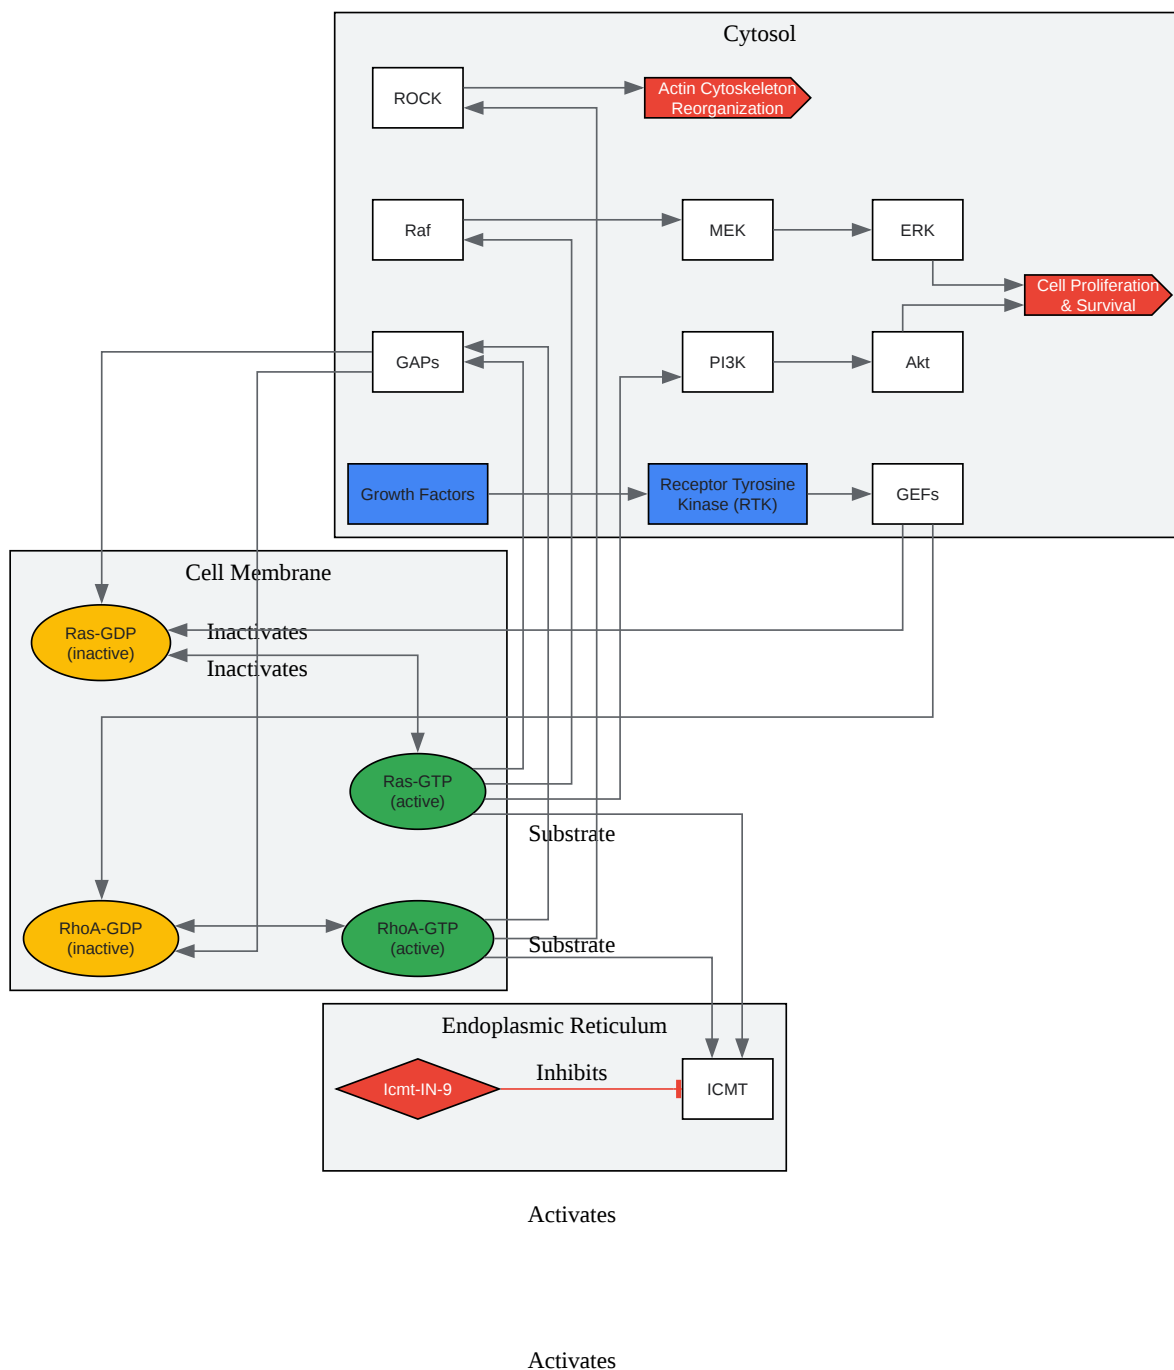 Cytosol
ROCK
Actin Cytoskeleton
Reorganization
Raf
MEK
ERK
Cell Proliferation
& Survival
GAPs
PI3K
Akt
Growth Factors
Receptor Tyrosine
Kinase (RTK)
GEFs
Cell Membrane
Ras-GDP
(inactive)
Inactivates
Inactivates
Ras-GTP
(active)
Substrate
RhoA-GDP
(inactive)
RhoA-GTP
(active)
Substrate
Endoplasmic Reticulum
Icmt-IN-9
Inhibits
ICMT
Activates
Activates